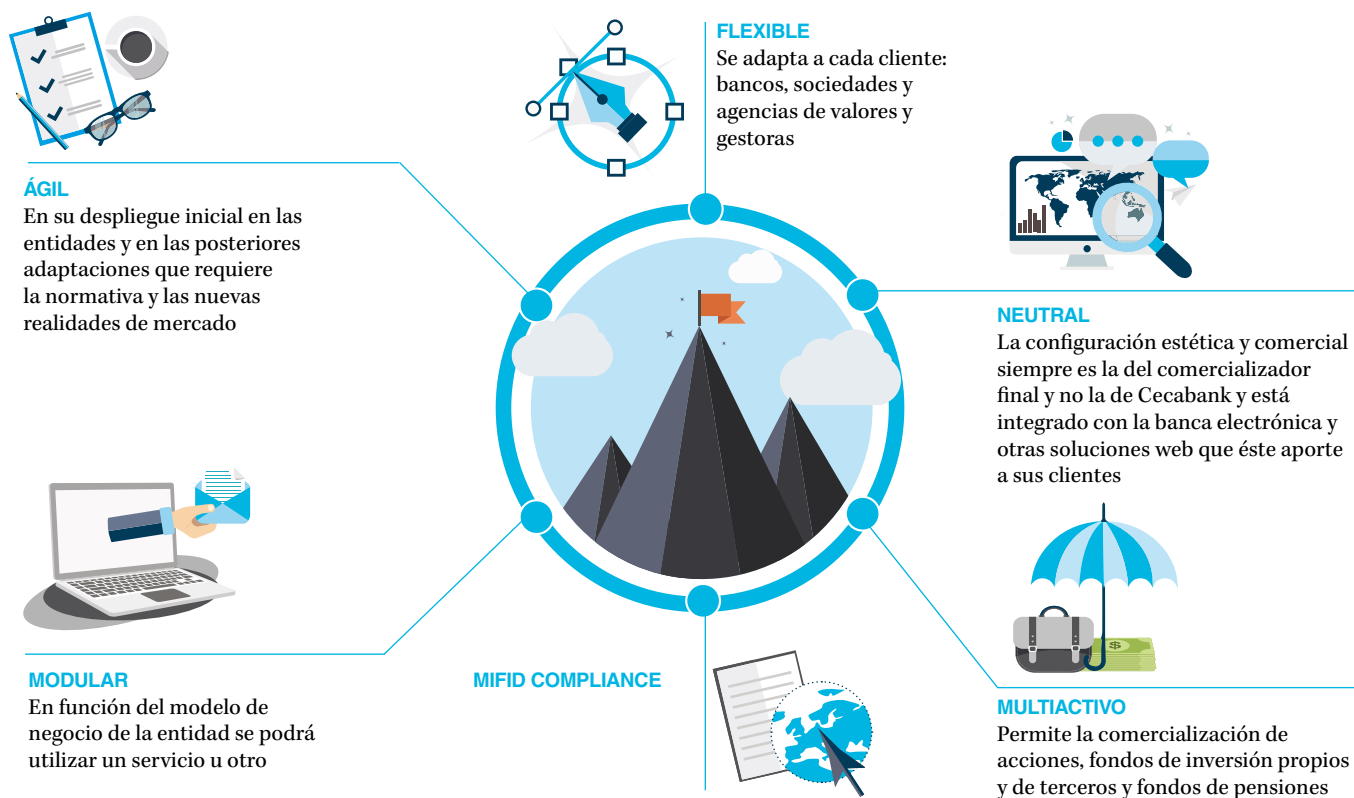 FLEXIBLE
Se adapta a cada cliente:
bancos, sociedades y
agencias de valores y
gestoras
ÁGIL
En su despliegue inicial en las
entidades y en las posteriores
adaptaciones que requiere
la normativa y las nuevas
realidades de mercado
NEUTRAL
La configuración estética y comercial
siempre es la del comercializador
final y no la de Cecabank y está
integrado con la banca electrónica y
otras soluciones web que éste aporte
a sus clientes
MODULAR
En función del modelo de
negocio de la entidad se podrá
utilizar un servicio u otro
MIFID COMPLIANCE
MULTIACTIVO
Permite la comercialización de
acciones, fondos de inversión propios
y de terceros y fondos de pensiones